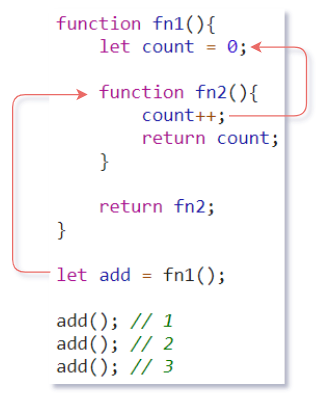 function fn1(){
    let count = 0;
    function fn2(){
        count++;
        return count;
    }
    return fn2;
}
let add = fn1();
add(); // 1
add(); // 2
add(); // 3